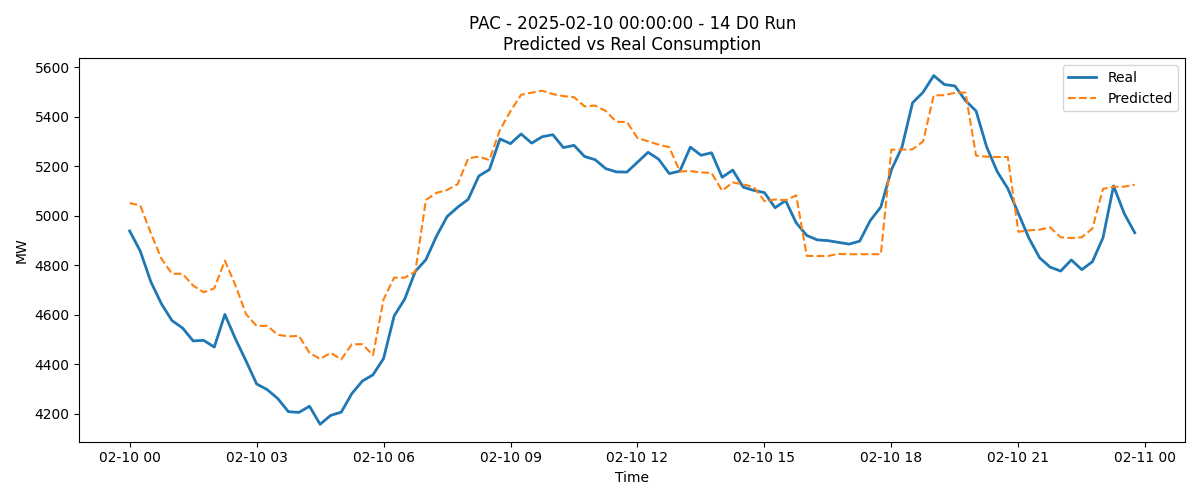 PAC - 2025-02-10 00:00:00 - 14 D0 Run
Predicted vs Real Consumption
Real
Predicted
5600
5400
5200
5000
4800
4600
4400
4200
MW
02-10 00
02-10 03
02-10 06
02-10 09
02-10 12
02-10 15
02-10 18
02-10 21
02-11 00
Time